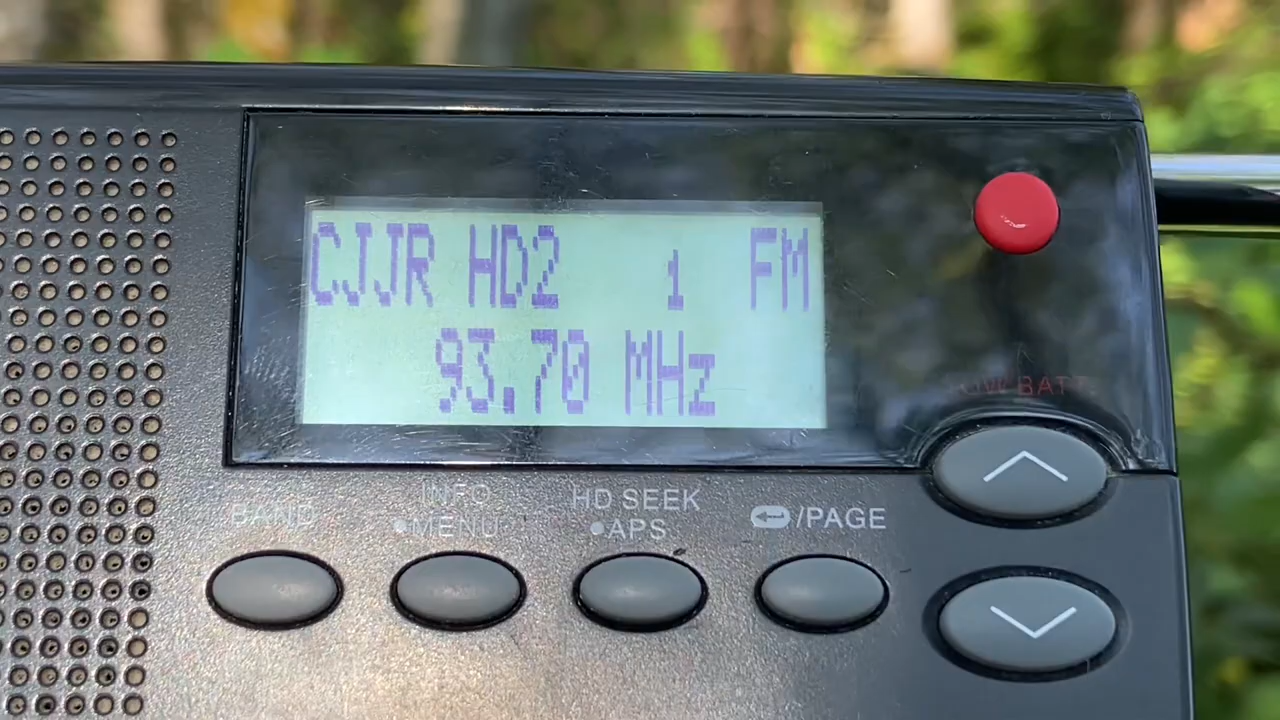 CJJR HD2 1 FM
93.70 MHz
LOW BATT.
BAND
INFO
•MENU
HD SEEK
•APS
/PAGE